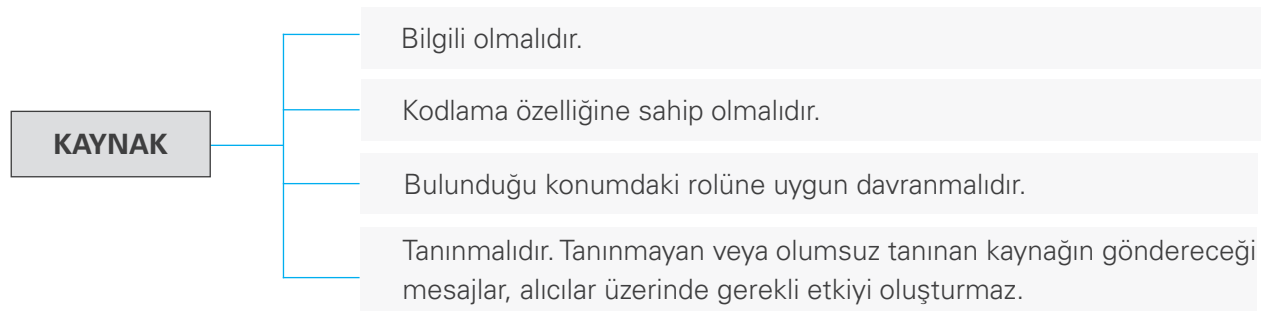 KAYNAK
Bilgili olmalıdır.
Kodlama özelliğine sahip olmalıdır.
Bulunduğu konumdaki rolüne uygun davranmalıdır.
Tanınmalıdır. Tanınmayan veya olumsuz tanınan kaynağın göndereceği
mesajlar, alıcılar üzerinde gerekli etkiyi oluşturmaz.